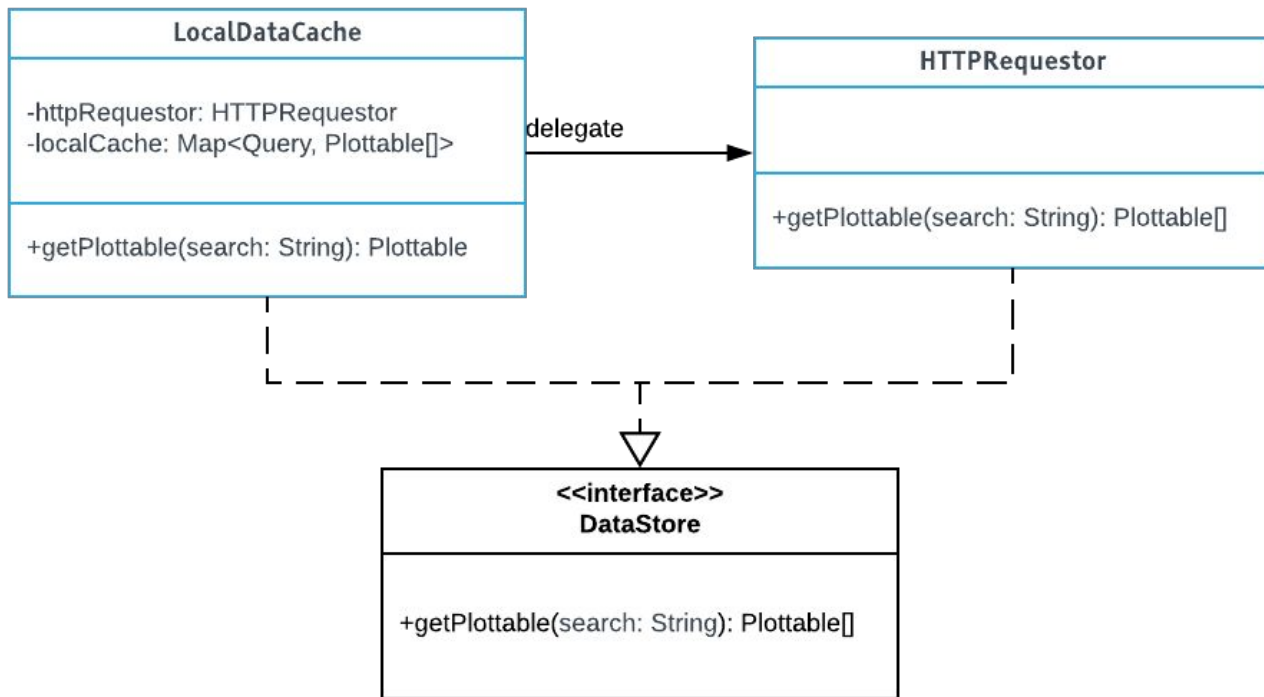 LocalDataCache
-httpRequestor: HTTPRequestor
-localCache: Map<Query, Plottable[]>
+getPlottable(search: String): Plottable
delegate
HTTPRequestor
+getPlottable(search: String): Plottable[]
<<interface>>
DataStore
+getPlottable(search: String): Plottable[]